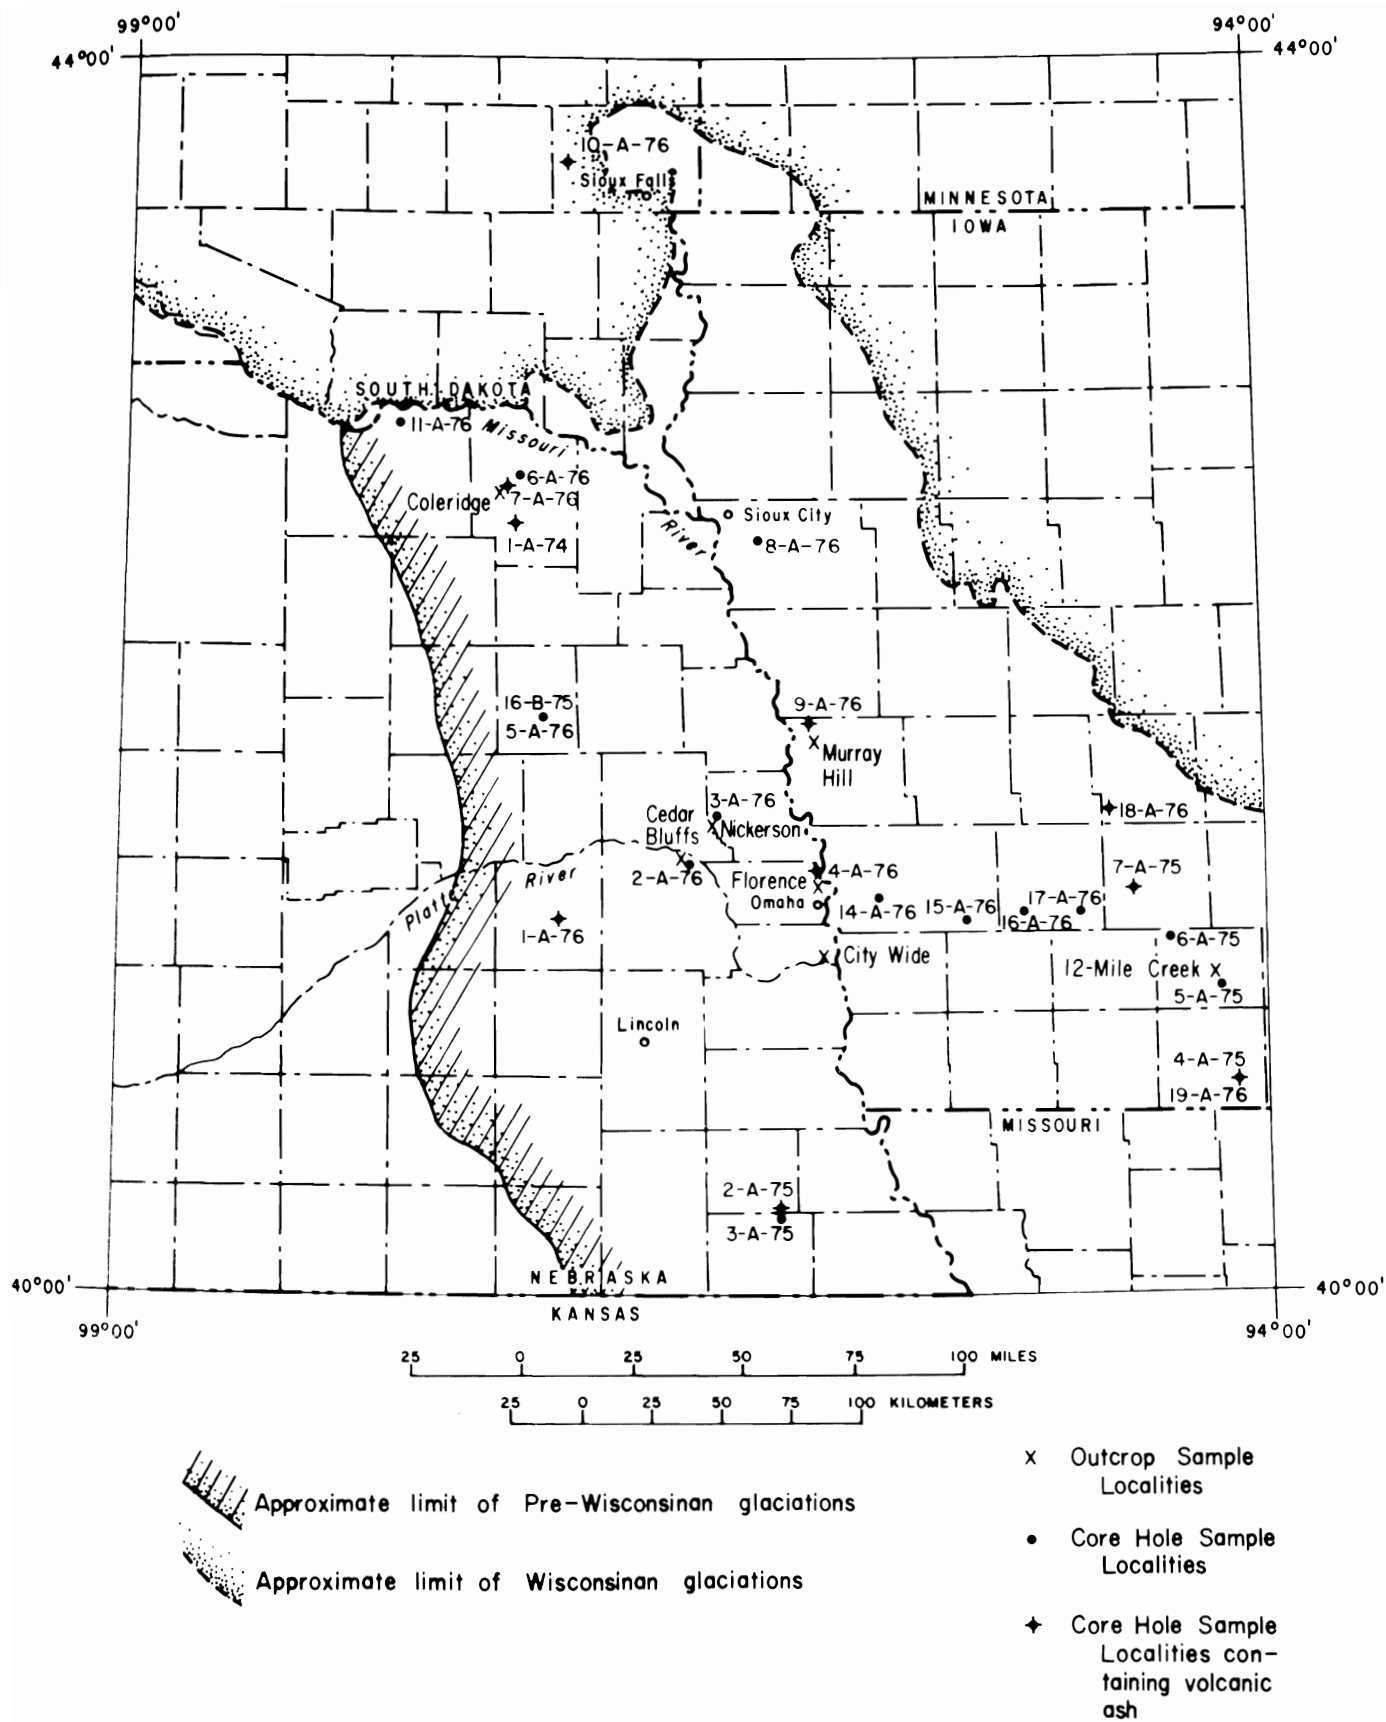 99°00'
94°00'
44°00'
44°00'
10-A-76
Sioux Falls
MINNESOTA
IOWA
SOUTH DAKOTA
11-A-76
Missouri
6-A-76
Coleridge
7-A-76
1-A-74
River
Sioux City
8-A-76
16-B-75
5-A-76
9-A-76
Murray
Hill
3-A-76
Cedar
Bluffs
Nickerson
18-A-76
2-A-76
River
Platte
Florence
4-A-76
Omaha
14-A-76
15-A-76
17-A-76
16-A-76
7-A-75
1-A-76
6-A-75
City Wide
12-Mile Creek
5-A-75
Lincoln
4-A-75
19-A-76
MISSOURI
2-A-75
3-A-75
NEBRASKA
KANSAS
40°00'
40°00'
99°00'
94°00'
25 0 25 50 75 100 MILES
25 0 25 50 75 100 KILOMETERS
Approximate limit of Pre-Wisconsinan glaciations
Approximate limit of Wisconsinan glaciations
x Outcrop Sample
Localities
Core Hole Sample
Localities
Core Hole Sample
Localities con-
taining volcanic
ash